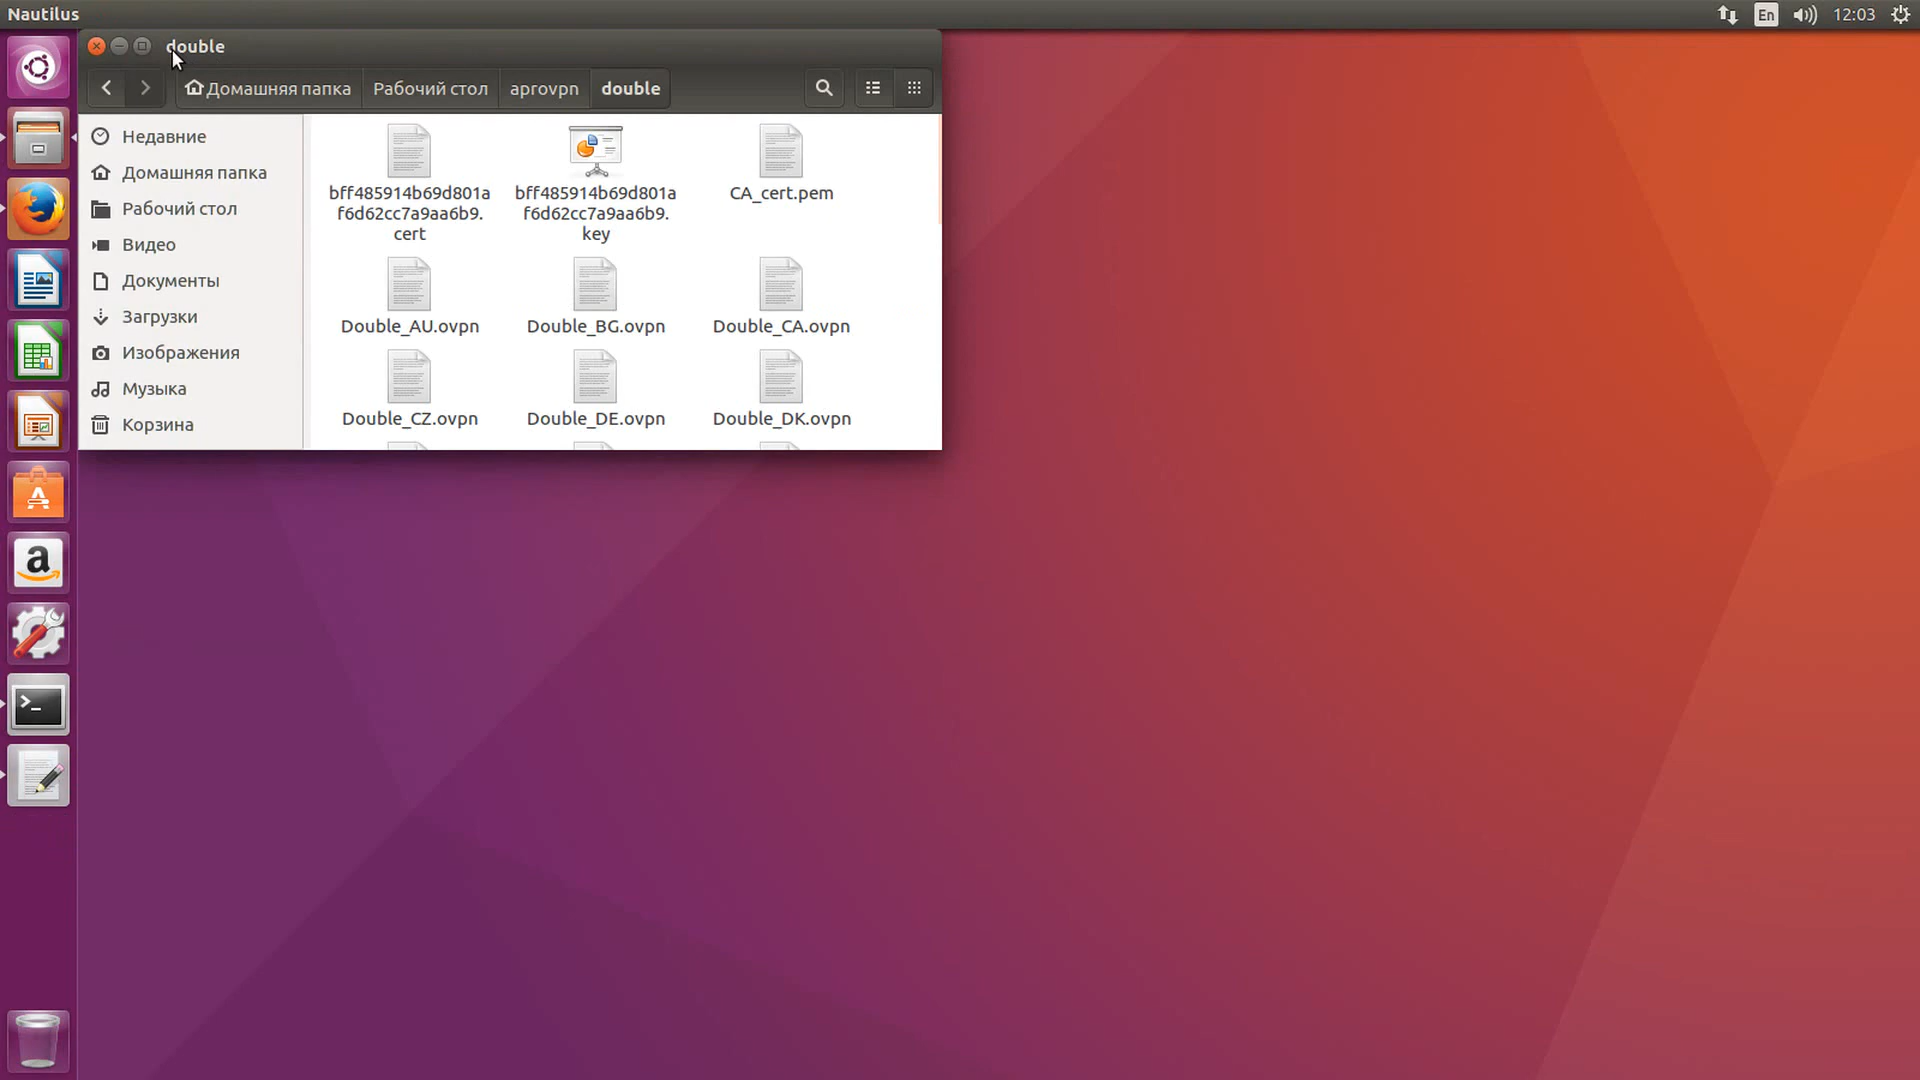 Nautilus
En
12:03
double
Домашняя папка
Рабочий стол
aprovpn
double
Недавние
Домашняя папка
Рабочий стол
Видео
Документы
Загрузки
Изображения
Музыка
Корзина
bff485914b69d801a
f6d62cc7a9aa6b9.
cert
bff485914b69d801a
f6d62cc7a9aa6b9.
key
CA_cert.pem
Double_AU.ovpn
Double_BG.ovpn
Double_CA.ovpn
Double_CZ.ovpn
Double_DE.ovpn
Double_DK.ovpn